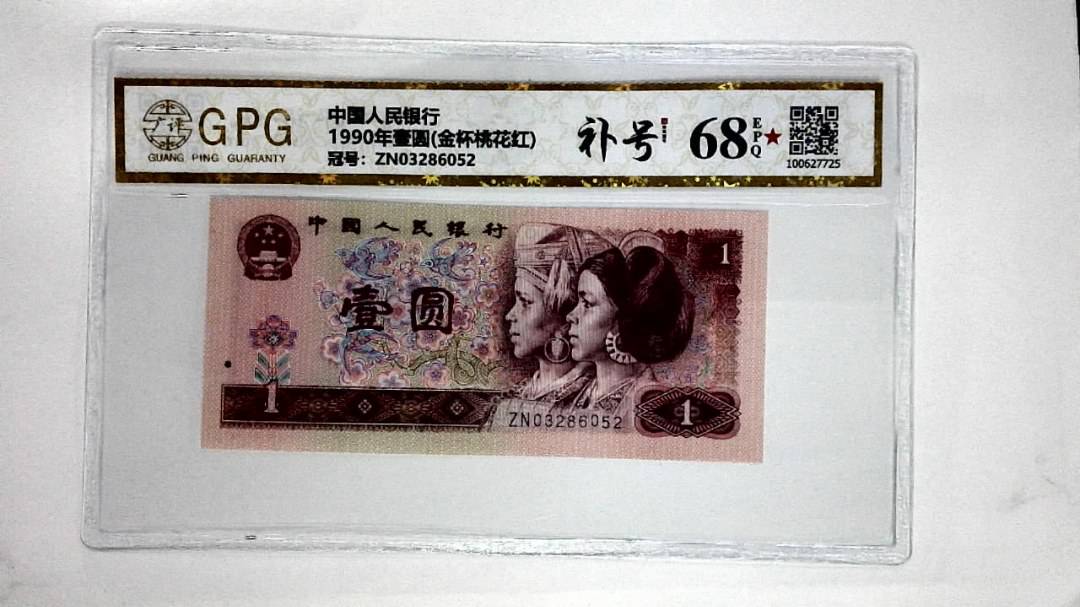 广评
GPG
GUANG PING GUARANTY
中国人民银行
1990年壹圆(金杯桃花红)
冠号：ZN03286052
补号
68
EPQ
100627725
中國人民银行
1
壹圆
1
ZN03286052
1